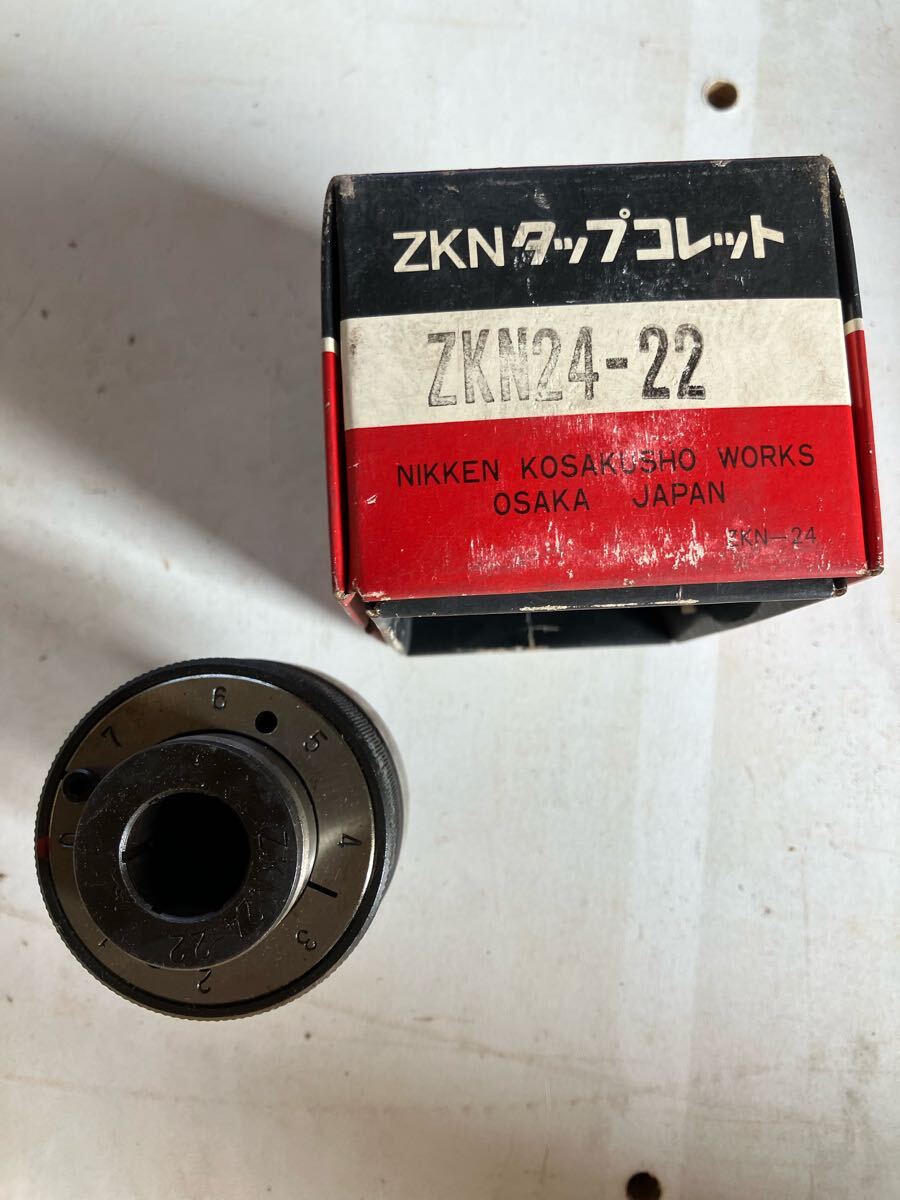 ZKNタップコレット
ZKN24-22
NIKKEN KOSAKUSHO WORKS
OSAKA JAPAN
ZKN-24
6
5
7
4
0
3
1
2
ZKN24-22